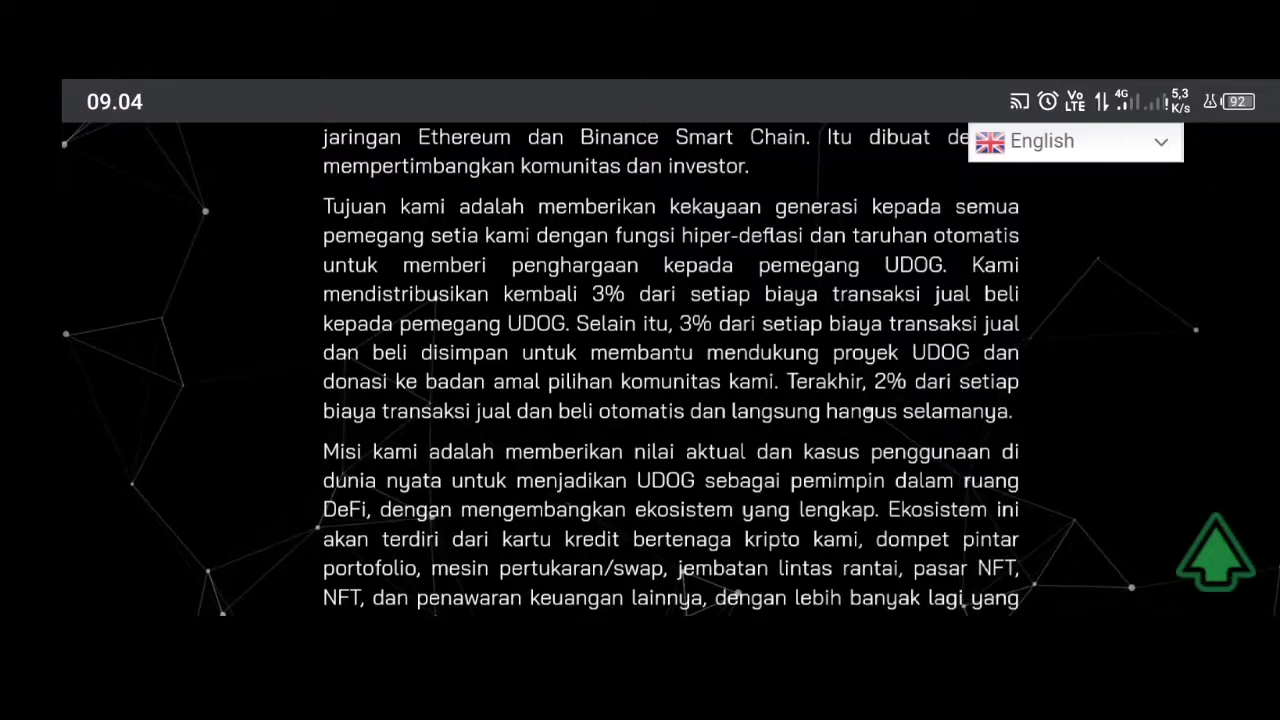 09.04
4G
Vo
LTE
5,3
K/s
92
English
jaringan Ethereum dan Binance Smart Chain. Itu dibuat de
mempertimbangkan komunitas dan investor.
Tujuan kami adalah memberikan kekayaan generasi kepada semua
pemegang setia kami dengan fungsi hiper-deflasi dan taruhan otomatis
untuk memberi penghargaan kepada pemegang UDOG. Kami
mendistribusikan kembali 3% dari setiap biaya transaksi jual beli
kepada pemegang UDOG. Selain itu, 3% dari setiap biaya transaksi jual
dan beli disimpan untuk membantu mendukung proyek UDOG dan
donasi ke badan amal pilihan komunitas kami. Terakhir, 2% dari setiap
biaya transaksi jual dan beli otomatis dan langsung hangus selamanya.
Misi kami adalah memberikan nilai aktual dan kasus penggunaan di
dunia nyata untuk menjadikan UDOG sebagai pemimpin dalam ruang
DeFi, dengan mengembangkan ekosistem yang lengkap. Ekosistem ini
akan terdiri dari kartu kredit bertenaga kripto kami, dompet pintar
portofolio, mesin pertukaran/swap, jembatan lintas rantai, pasar NFT,
NFT, dan penawaran keuangan lainnya, dengan lebih banyak lagi yang